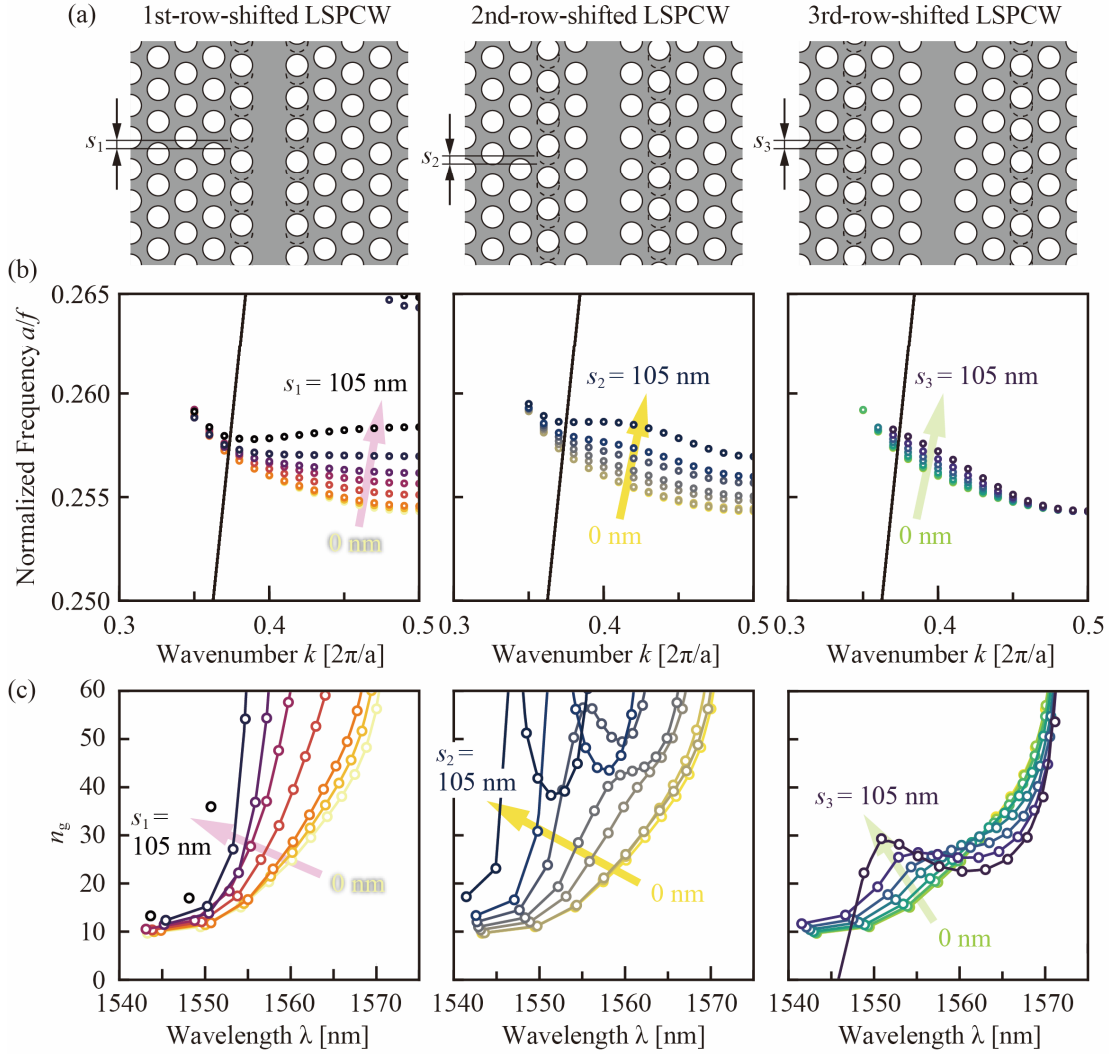 (a)
1st-row-shifted LSPCW
2nd-row-shifted LSPCW
3rd-row-shifted LSPCW
s1
s2
s3
(b)
Normalized Frequency a/f
0.265
0.260
0.255
0.250
s1 = 105 nm
0 nm
s2 = 105 nm
0 nm
s3 = 105 nm
0 nm
0.3
0.4
0.5
0.3
0.4
0.5
0.3
0.4
0.5
Wavenumber k [2π/a]
Wavenumber k [2π/a]
Wavenumber k [2π/a]
(c)
ng
60
50
40
30
20
10
0
s1 =
105 nm
0 nm
s2 =
105 nm
0 nm
s3 = 105 nm
0 nm
1540
1550
1560
1570
1540
1550
1560
1570
1540
1550
1560
1570
Wavelength λ [nm]
Wavelength λ [nm]
Wavelength λ [nm]